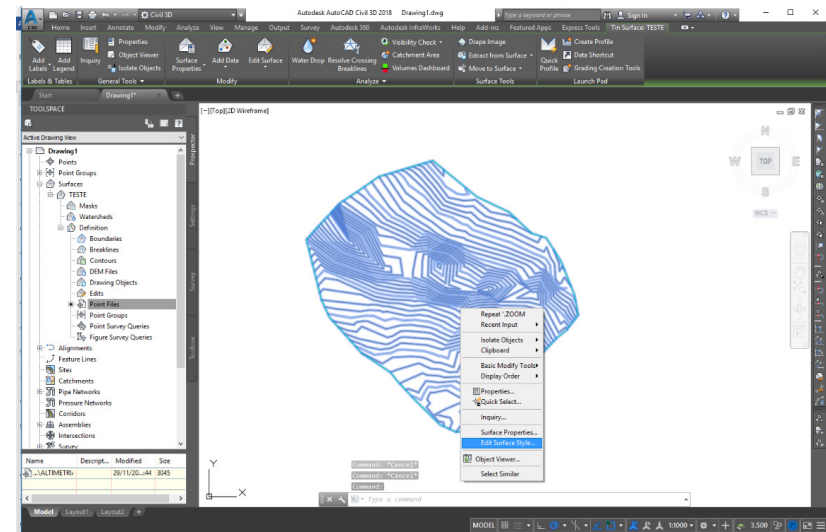 Civil 3D
Autodesk AutoCAD Civil 3D 2018 Drawing1.dwg
Type a keyword or phrase
Sign In
Home Insert Annotate Modify Analyze View Manage Output Survey Autodesk 360 Autodesk InfraWorks Help Add-ins Featured Apps Express Tools Tin Surface: TESTE
Add Labels
Add Legend
Inquiry
Properties
Object Viewer
Isolate Objects
Surface Properties
Add Data
Edit Surface
Water Drop
Resolve Crossing Breaklines
Visibility Check
Catchment Area
Volumes Dashboard
Drape Image
Extract from Surface
Move to Surface
Quick Profile
Create Profile
Data Shortcut
Grading Creation Tools
Labels & Tables General Tools Modify Analyze Surface Tools Launch Pad
Start Drawing1*
TOOLSPACE
Active Drawing View
Drawing1
Points
Point Groups
Surfaces
TESTE
Masks
Watersheds
Definition
Boundaries
Breaklines
Contours
DEM Files
Drawing Objects
Edits
Point Files
Point Groups
Point Survey Queries
Figure Survey Queries
Alignments
Feature Lines
Sites
Catchments
Pipe Networks
Pressure Networks
Corridors
Assemblies
Intersections
Survey
Prospector
Settings
Survey
Toolbox
Name Descript... Modified Size
...\ALTIMETRI 29/11/20...:44 3045
[−][Top][2D Wireframe]
N
W TOP E
S
WCS
Repeat '.ZOOM
Recent Input
Isolate Objects
Clipboard
Basic Modify Tools
Display Order
Properties...
Quick Select...
Inquiry...
Surface Properties...
Edit Surface Style...
Object Viewer...
Select Similar
Y
X
Command: *Cancel*
Command: *Cancel*
Command:
Type a command
Model Layout1 Layout2 +
MODEL 1:1000 3.500